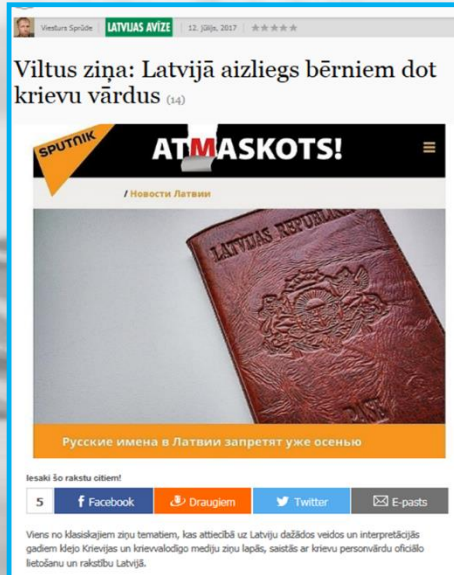 Viesturs Sprūde LATVIJAS AVĪZE 12. jūlijs, 2017
Viltus ziņa: Latvijā aizliegs bērniem dot
krievu vārdus (14)
SPUTNIK
ATMASKOTS!
/ Новости Латвии
LATVIJAS REPUBLIKA
PASE
Русские имена в Латвии запретят уже осенью
Iesaki šo rakstu citiem!
5 f Facebook Draugiem Twitter E-pasts
Viens no klasiskajiem ziņu tematiem, kas attiecībā uz Latviju dažādos veidos un interpretācijās
gadiem klejo Krievijas un krievvalodīgo mediju ziņu lapās, saistās ar krievu personvārdu oficiālo
lietošanu un rakstību Latvijā.